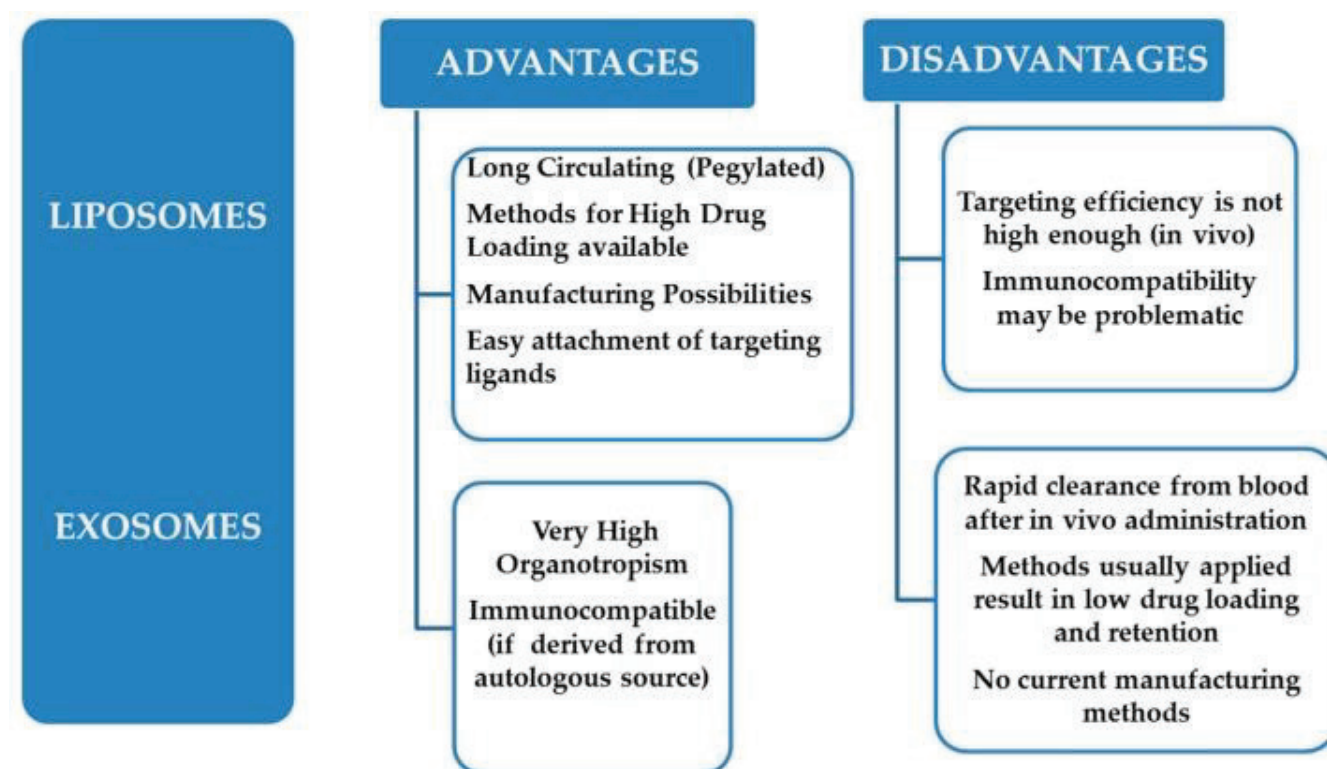 ADVANTAGES
DISADVANTAGES
LIPOSOMES
Long Circulating (Pegylated)
Methods for High Drug
Loading available
Manufacturing Possibilities
Easy attachment of targeting
ligands
Targeting efficiency is not
high enough (in vivo)
Immunocompatibility
may be problematic
EXOSOMES
Very High
Organotropism
Immunocompatible
(if derived from
autologous source)
Rapid clearance from blood
after in vivo administration
Methods usually applied
result in low drug loading
and retention
No current manufacturing
methods